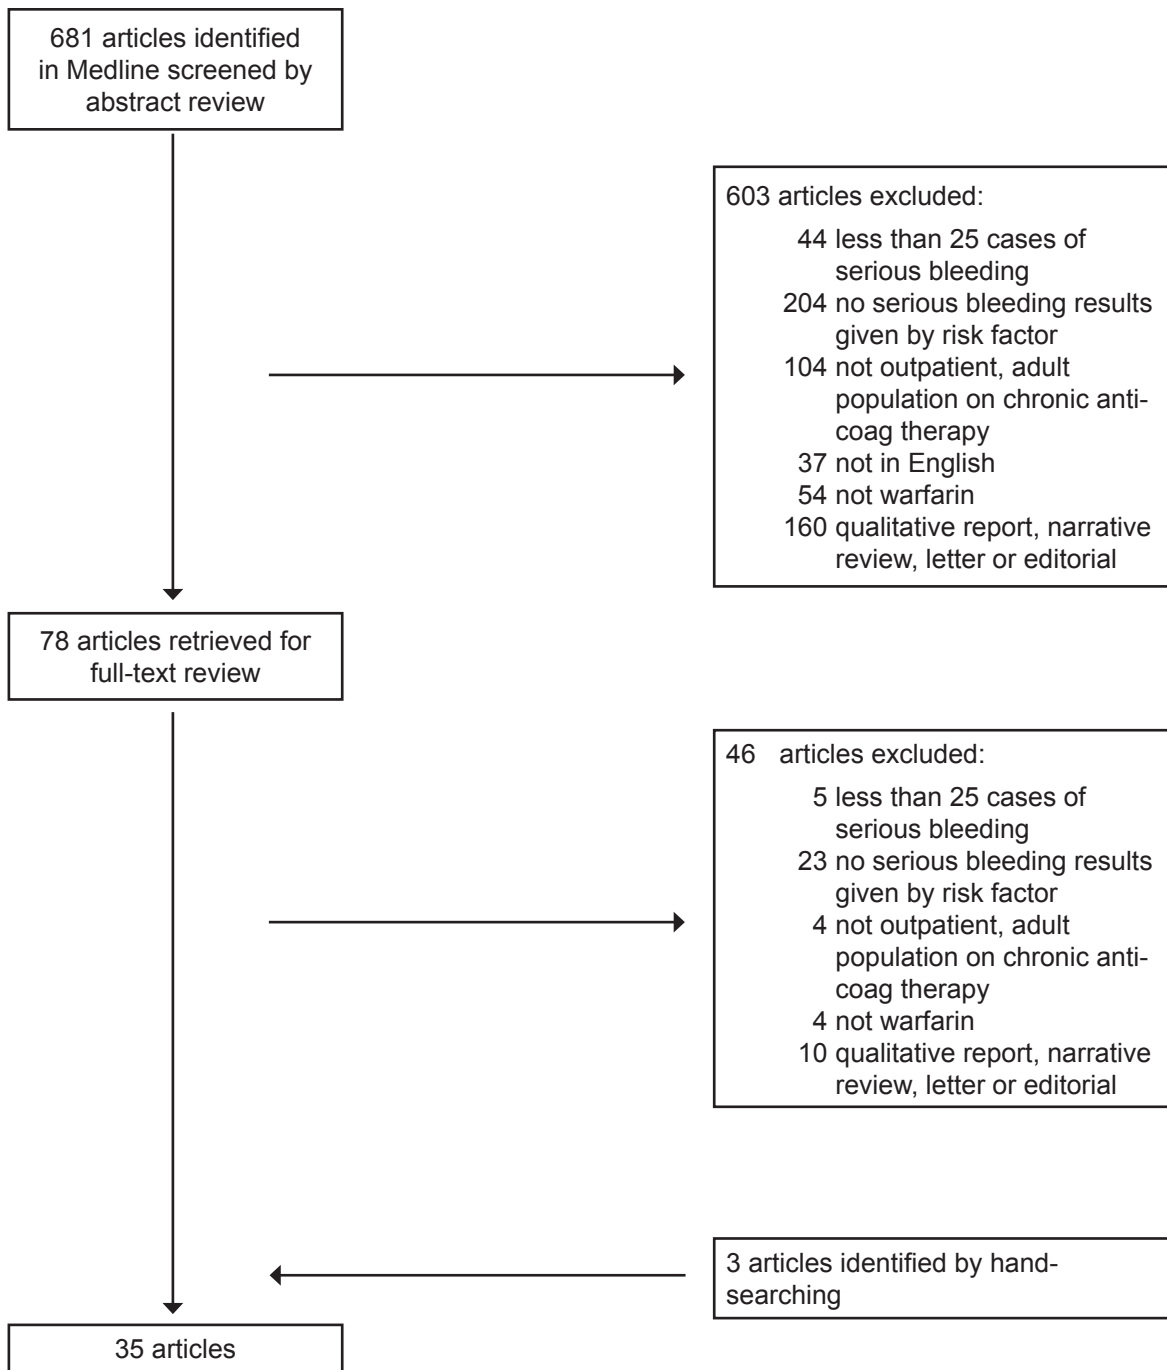 681 articles identified
in Medline screened by
abstract review
603 articles excluded:
44 less than 25 cases of
serious bleeding
204 no serious bleeding results
given by risk factor
104 not outpatient, adult
population on chronic anti-
coag therapy
37 not in English
54 not warfarin
160 qualitative report, narrative
review, letter or editorial
78 articles retrieved for
full-text review
46 articles excluded:
5 less than 25 cases of
serious bleeding
23 no serious bleeding results
given by risk factor
4 not outpatient, adult
population on chronic anti-
coag therapy
4 not warfarin
10 qualitative report, narrative
review, letter or editorial
3 articles identified by hand-
searching
35 articles